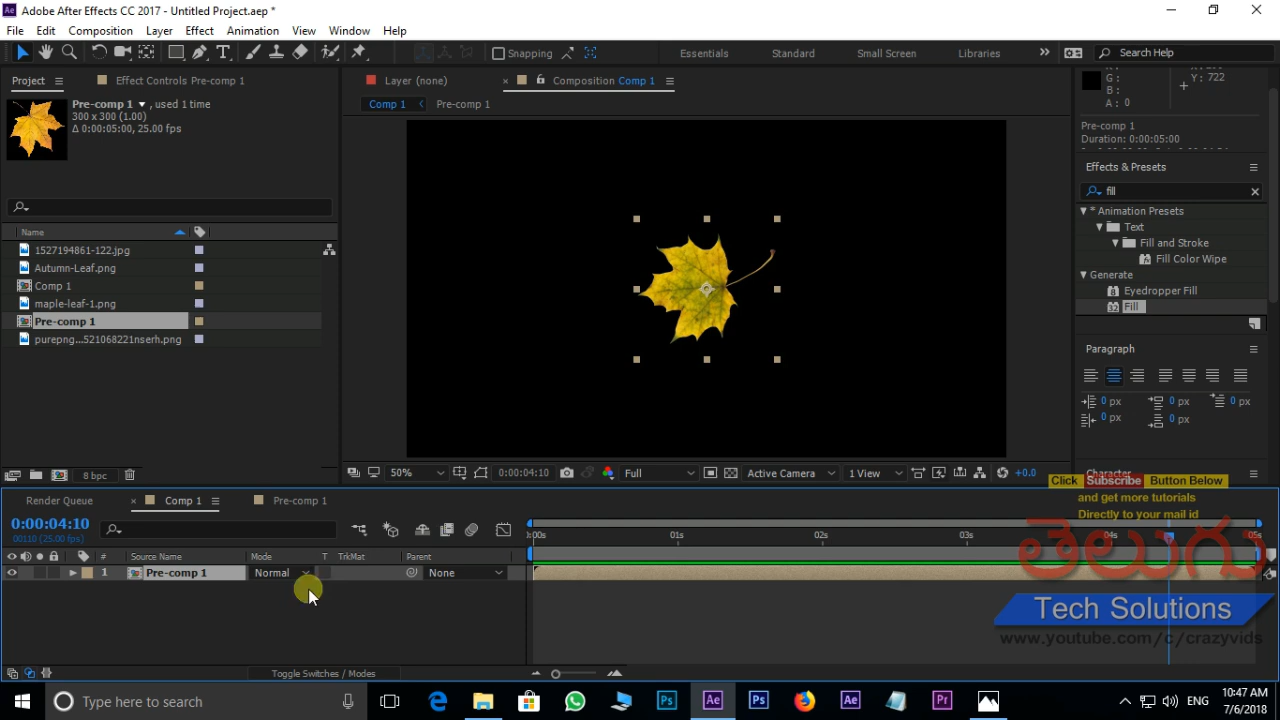 Adobe After Effects CC 2017 - Untitled Project.aep *
File Edit Composition Layer Effect Animation View Window Help
Snapping Essentials Standard Small Screen Libraries Search Help
Project Effect Controls Pre-comp 1
Layer (none) Composition Comp 1
Comp 1 Pre-comp 1
Pre-comp 1 , used 1 time
300 x 300 (1.00)
Δ 0:00:05:00, 25.00 fps
Name
1527194861-122.jpg
Autumn-Leaf.png
Comp 1
maple-leaf-1.png
Pre-comp 1
purepng...521068221nserh.png
8 bpc
50% 0:00:04:10 Full Active Camera 1 View +0.0
G:
B:
A: 0
Y: 722
Pre-comp 1
Duration: 0:00:05:00
Effects & Presets
fill
* Animation Presets
Text
Fill and Stroke
Fill Color Wipe
Generate
Eyedropper Fill
Fill
Paragraph
0 px 0 px 0 px
0 px 0 px
Character
Click Subscribe Button Below
and get more tutorials
Directly to your mail id
తెలుగు
Tech Solutions
www.youtube.com/c/crazyvids
Render Queue Comp 1 Pre-comp 1
0:00:04:10
00110 (25.00 fps)
# Source Name Mode T TrkMat Parent
1 Pre-comp 1 Normal None
:00s 01s 02s 03s 05s
Toggle Switches / Modes
Type here to search
ENG
10:47 AM
7/6/2018